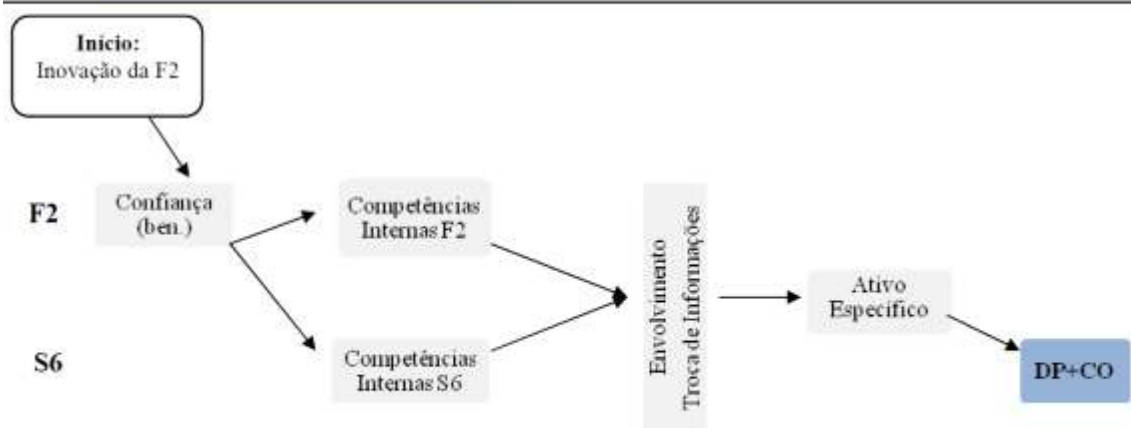 Início:
Inovação da F2
F2
Confiança
(ben.)
Competências
Internas F2
Envolvimento
Troca de Informações
Ativo
Específico
S6
Competências
Internas S6
DP+CO